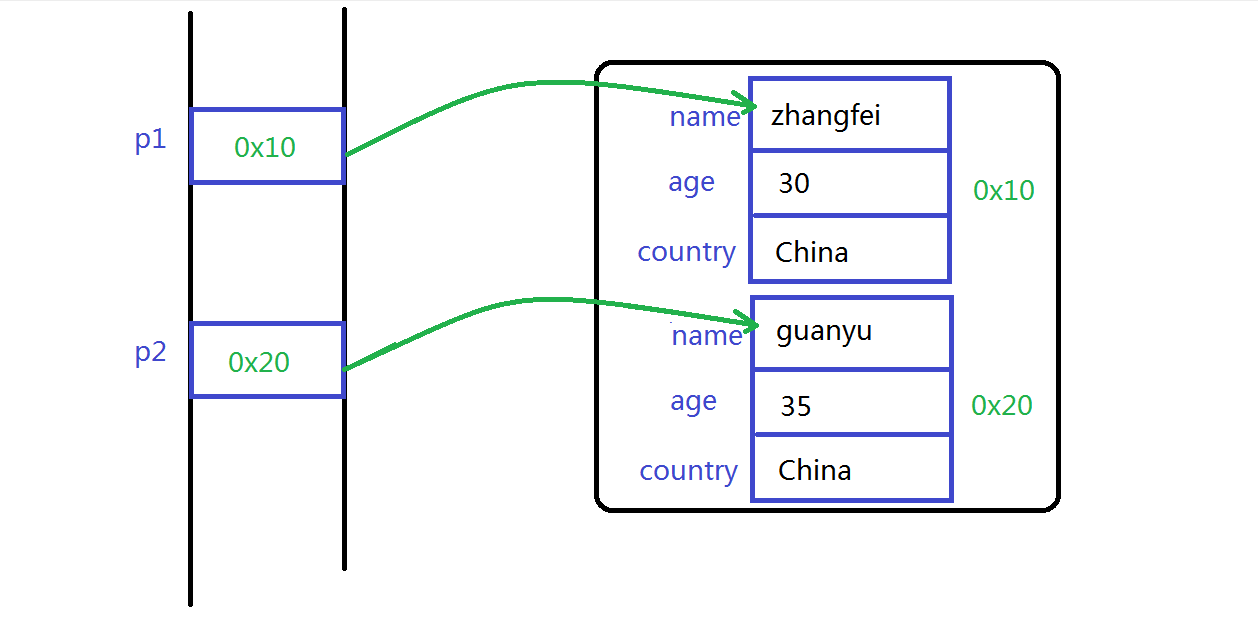 p1
0x10
name
zhangfei
age
30
0x10
country
China
p2
0x20
name
guanyu
age
35
0x20
country
China